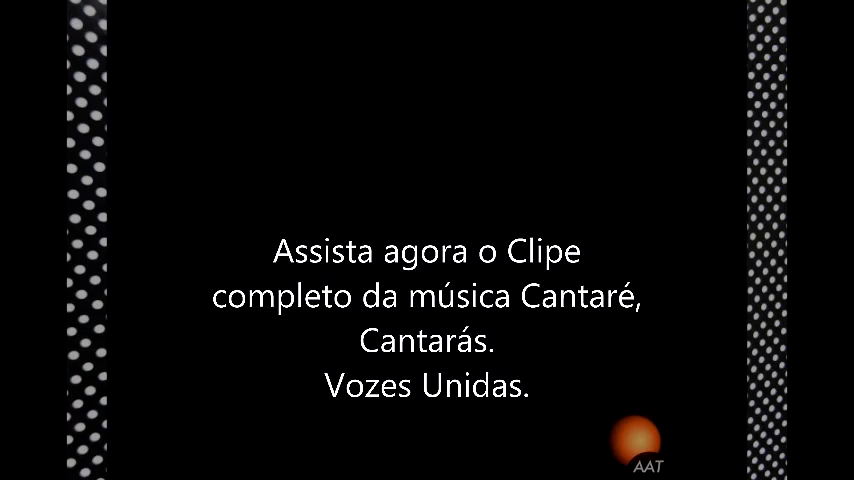 Assista agora o Clipe
completo da música Cantaré,
Cantarás.
Vozes Unidas.
AAT